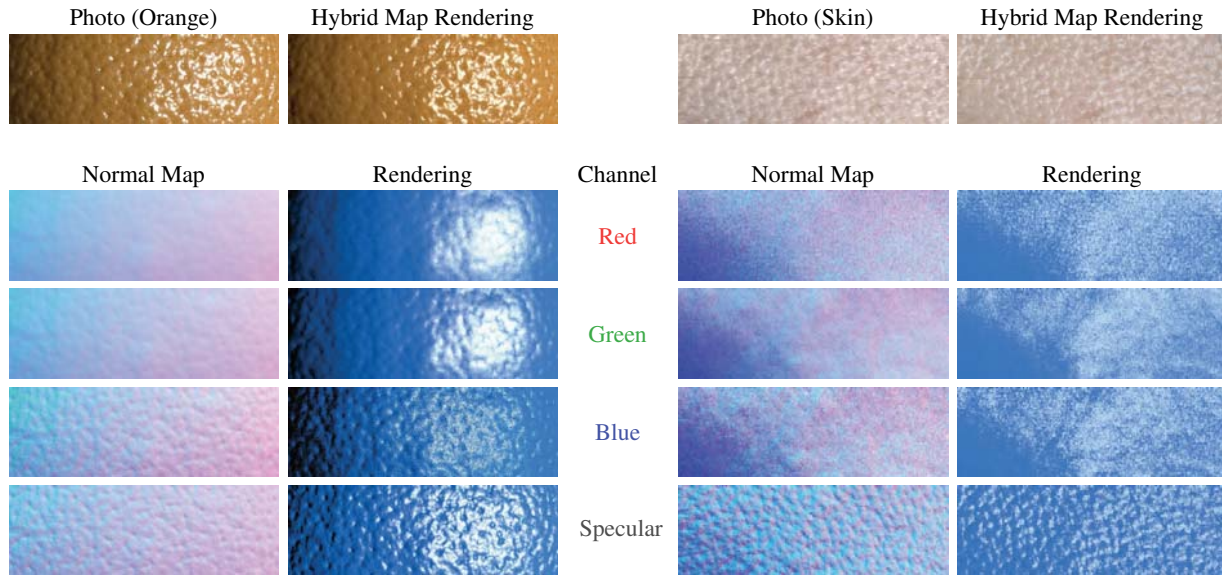 Photo (Orange) Hybrid Map Rendering Photo (Skin) Hybrid Map Rendering
Normal Map Rendering Channel Normal Map Rendering
Red
Green
Blue
Specular